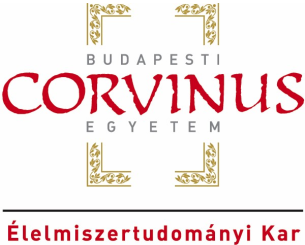 BUDAPESTI
CORVINUS
EGYETEM
Élelmiszertudományi Kar